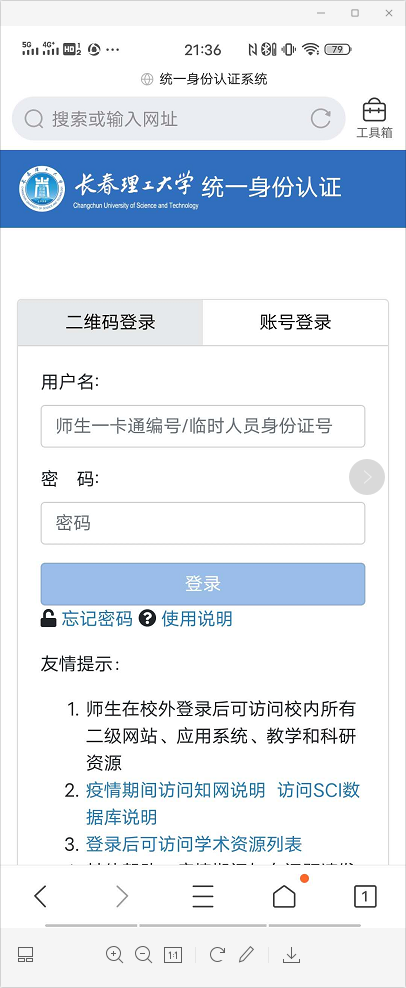 5G 4G+ HD 1 2 21:36 79
统一身份认证系统
搜索或输入网址
工具箱
长春理工大学 统一身份认证
Changchun University of Science and Technology
二维码登录 账号登录
用户名:
师生一卡通编号/临时人员身份证号
密 码:
密码
登录
忘记密码 使用说明
友情提示:
1. 师生在校外登录后可访问校内所有
二级网站、应用系统、教学和科研
资源
2. 疫情期间访问知网说明 访问SCI数
据库说明
3. 登录后可访问学术资源列表
1
1:1